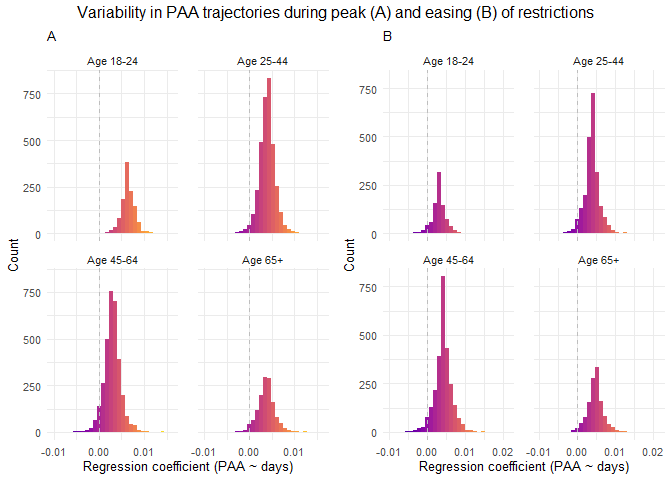 Variability in PAA trajectories during peak (A) and easing (B) of restrictions
A
Age 18-24
Age 25-44
750
500
250
0
Age 45-64
Age 65+
750
500
250
0
-0.01
0.00
0.01
-0.01
0.00
0.01
Count
Regression coefficient (PAA ~ days)
B
Age 18-24
Age 25-44
750
500
250
0
Age 45-64
Age 65+
750
500
250
0
-0.01
0.00
0.01
0.02
-0.01
0.00
0.01
0.02
Count
Regression coefficient (PAA ~ days)